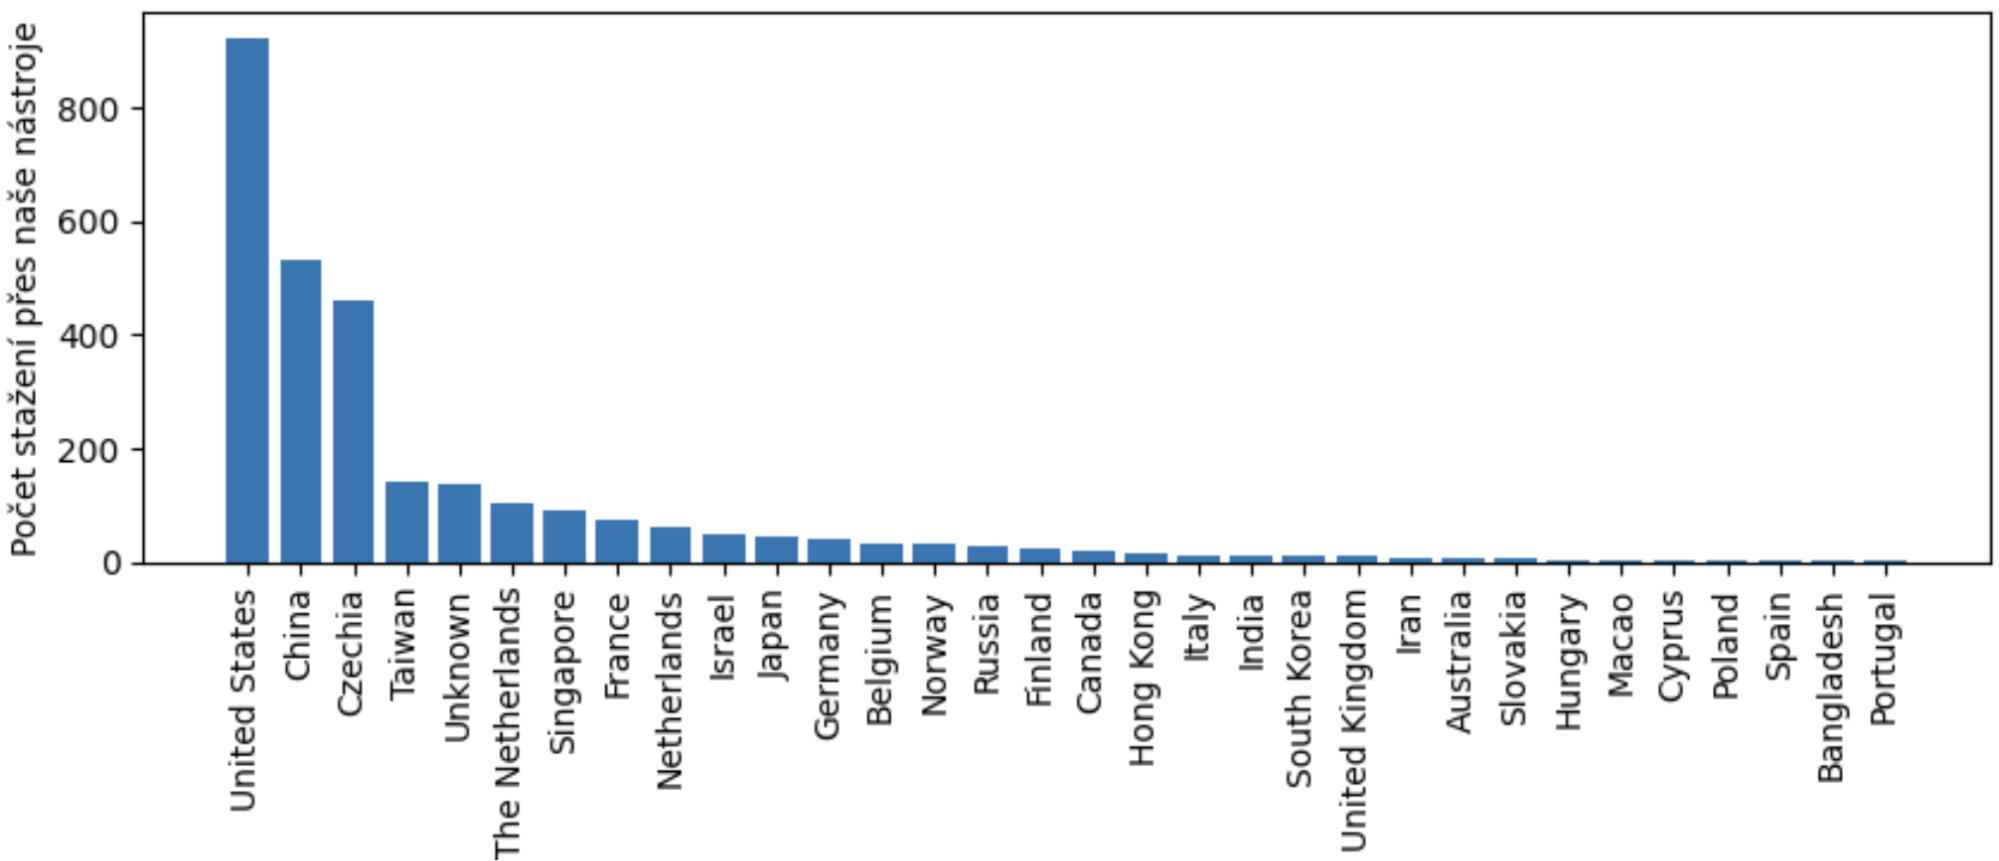 Počet stažení přes naše nástroje
800
600
400
200
0
United States
China
Czechia
Taiwan
Unknown
The Netherlands
Singapore
France
Netherlands
Israel
Japan
Germany
Belgium
Norway
Russia
Finland
Canada
Hong Kong
Italy
India
South Korea
United Kingdom
Iran
Australia
Slovakia
Hungary
Macao
Cyprus
Poland
Spain
Bangladesh
Portugal